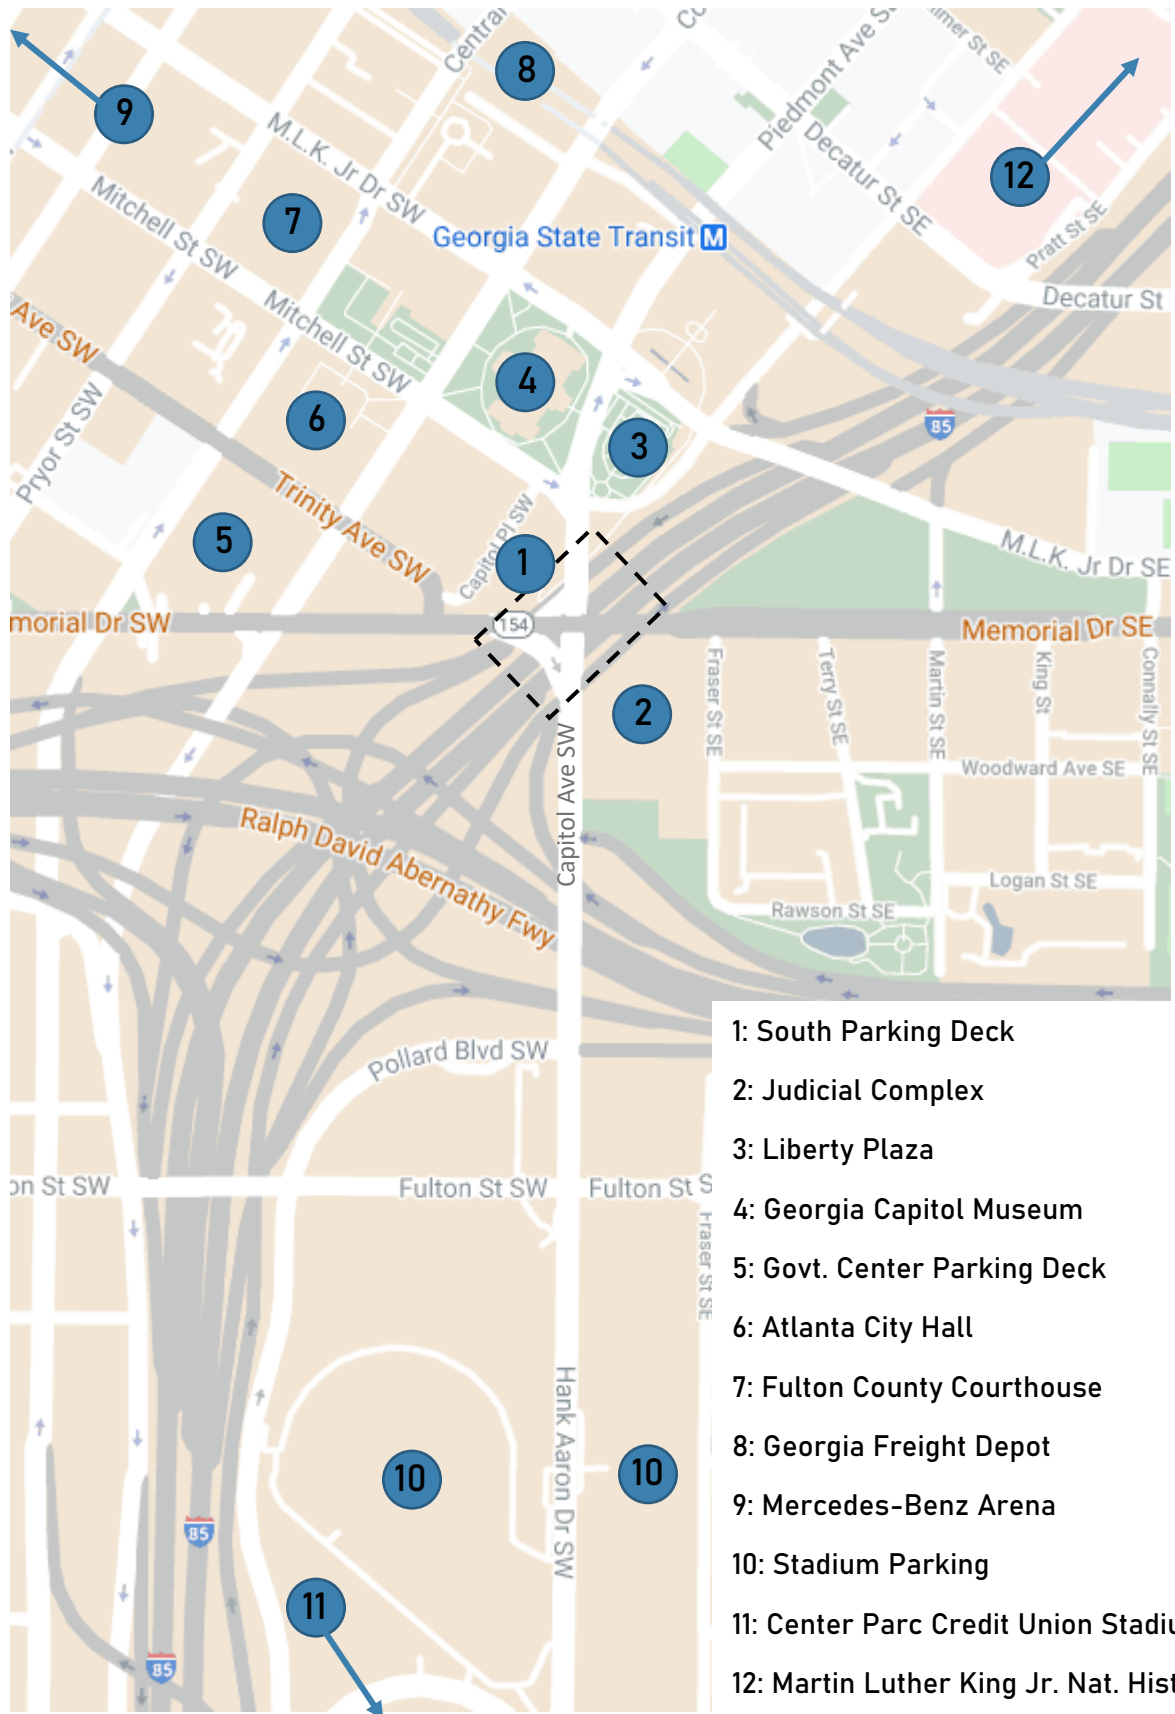 Central
Co
Piedmont Ave S
ilmer St SE
8
9
12
M.L.K. Jr Dr SW
Decatur St SE
Mitchell St SW
7
Georgia State Transit M
Pratt St SE
Decatur St
Mitchell St SW
Ave SW
4
6
3
85
Pryor St SW
Trinity Ave SW
5
1
Capitol Pl SW
M.L.K. Jr Dr SE
morial Dr SW
154
Memorial Dr SE
Fraser St SE
Terry St SE
Martin St SE
King St
Connally St SE
2
Capitol Ave SW
Woodward Ave SE
Ralph David Abernathy Fwy
Logan St SE
Rawson St SE
Pollard Blvd SW
on St SW
Fulton St SW
Fulton St S
Fraser St SE
Hank Aaron Dr SW
10
10
85
11
85
1: South Parking Deck
2: Judicial Complex
3: Liberty Plaza
4: Georgia Capitol Museum
5: Govt. Center Parking Deck
6: Atlanta City Hall
7: Fulton County Courthouse
8: Georgia Freight Depot
9: Mercedes-Benz Arena
10: Stadium Parking
11: Center Parc Credit Union Stadiu
12: Martin Luther King Jr. Nat. Hist